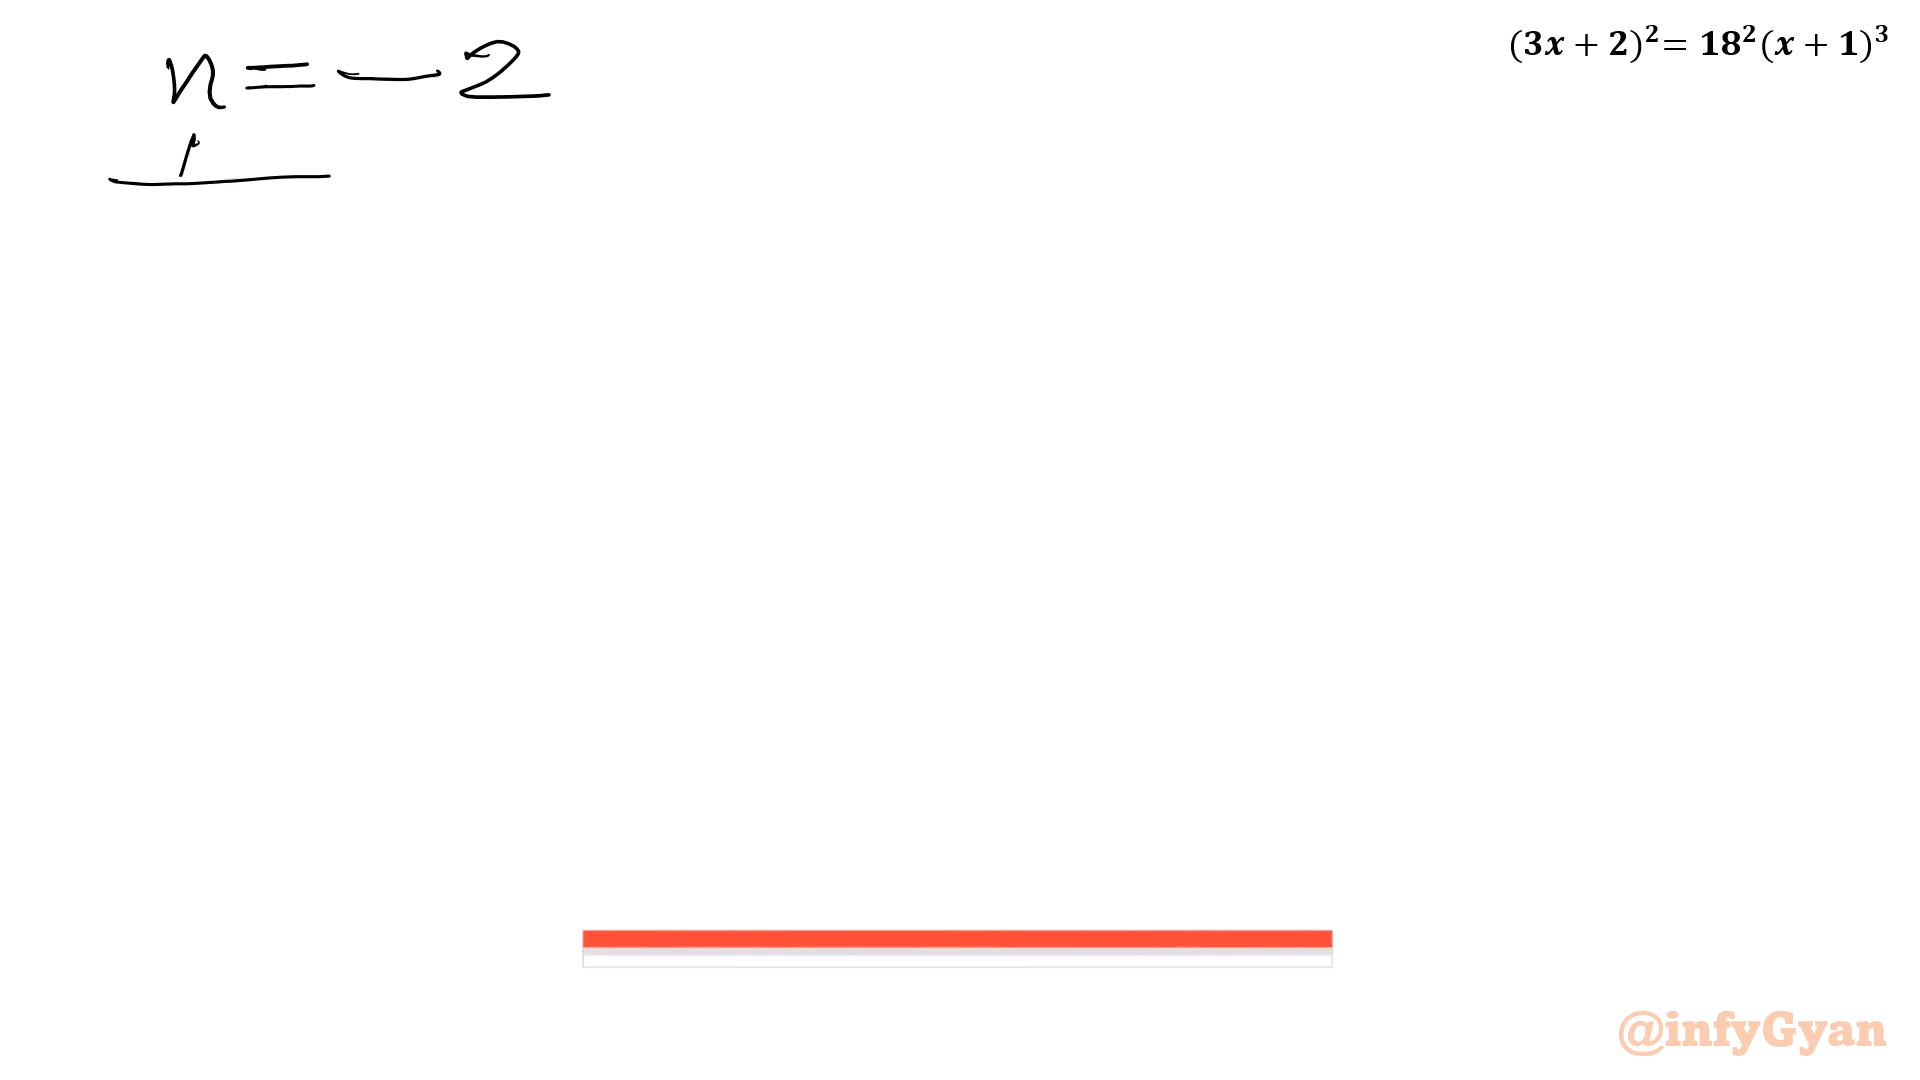 n = - 2
(3x + 2)²= 18²(x + 1)³
@infyGyan